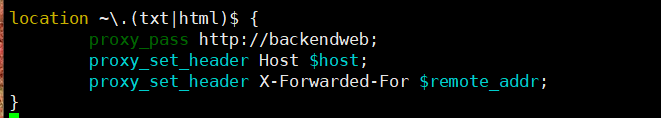 location ~\.(txt|html)$ {
        proxy_pass http://backendweb;
        proxy_set_header Host $host;
        proxy_set_header X-Forwarded-For $remote_addr;
}